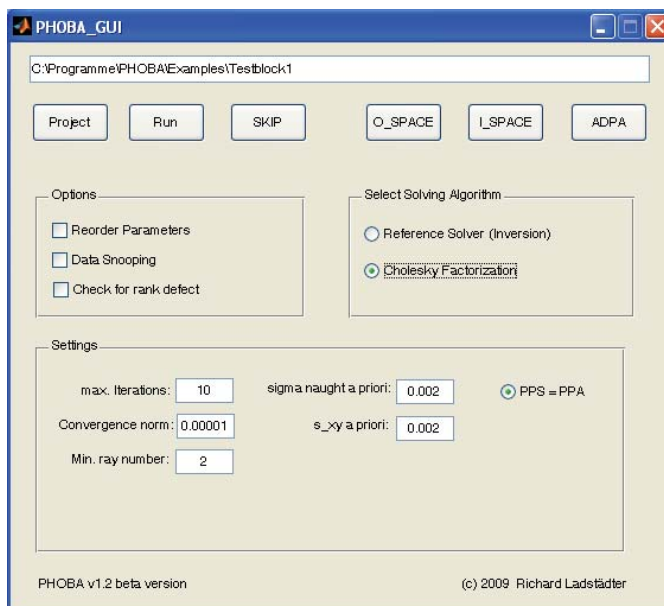 PHOBA_GUI
C:\Programme\PHOBA\Examples\Testblock1
Project Run SKIP O_SPACE I_SPACE ADPA
Options
Reorder Parameters
Data Snooping
Check for rank defect
Select Solving Algorithm
Reference Solver (Inversion)
Cholesky Factorization
Settings
max. Iterations: 10 sigma naught a priori: 0.002 PPS = PPA
Convergence norm: 0.00001 s_xy a priori: 0.002
Min. ray number: 2
PHOBA v1.2 beta version (c) 2009 Richard Ladstädter